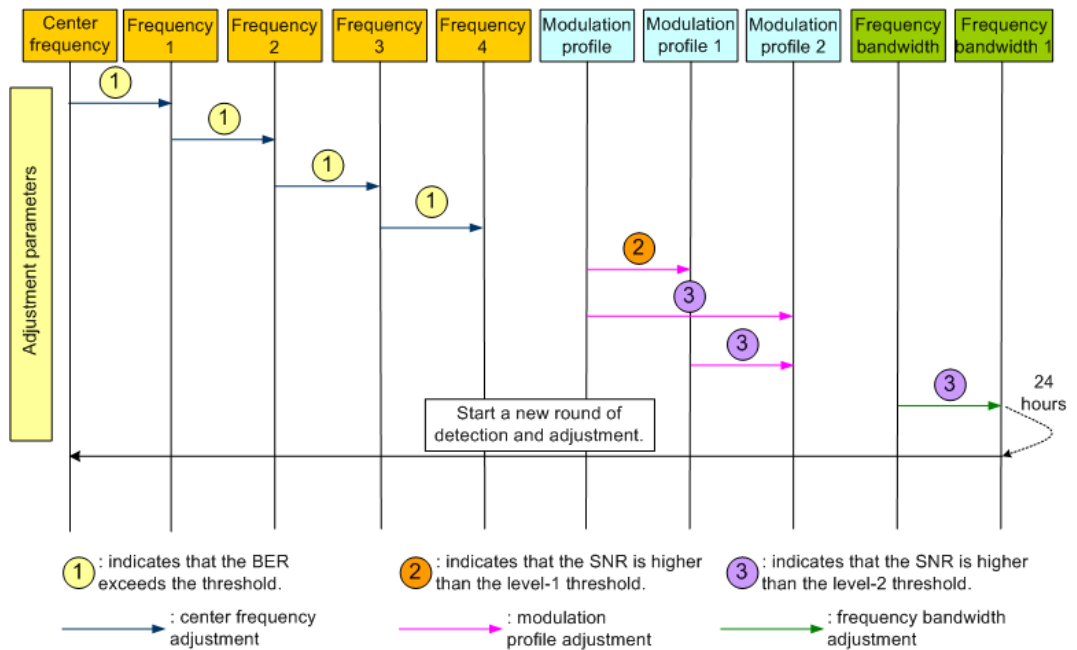 Center
frequency
Frequency
1
Frequency
2
Frequency
3
Frequency
4
Modulation
profile
Modulation
profile 1
Modulation
profile 2
Frequency
bandwidth
Frequency
bandwidth 1
Adjustment parameters
1
1
1
1
2
3
3
3
24
hours
Start a new round of
detection and adjustment.
1
: indicates that the BER
exceeds the threshold.
2
: indicates that the SNR is higher
than the level-1 threshold.
3
: indicates that the SNR is higher
than the level-2 threshold.
: center frequency
adjustment
: modulation
profile adjustment
: frequency bandwidth
adjustment